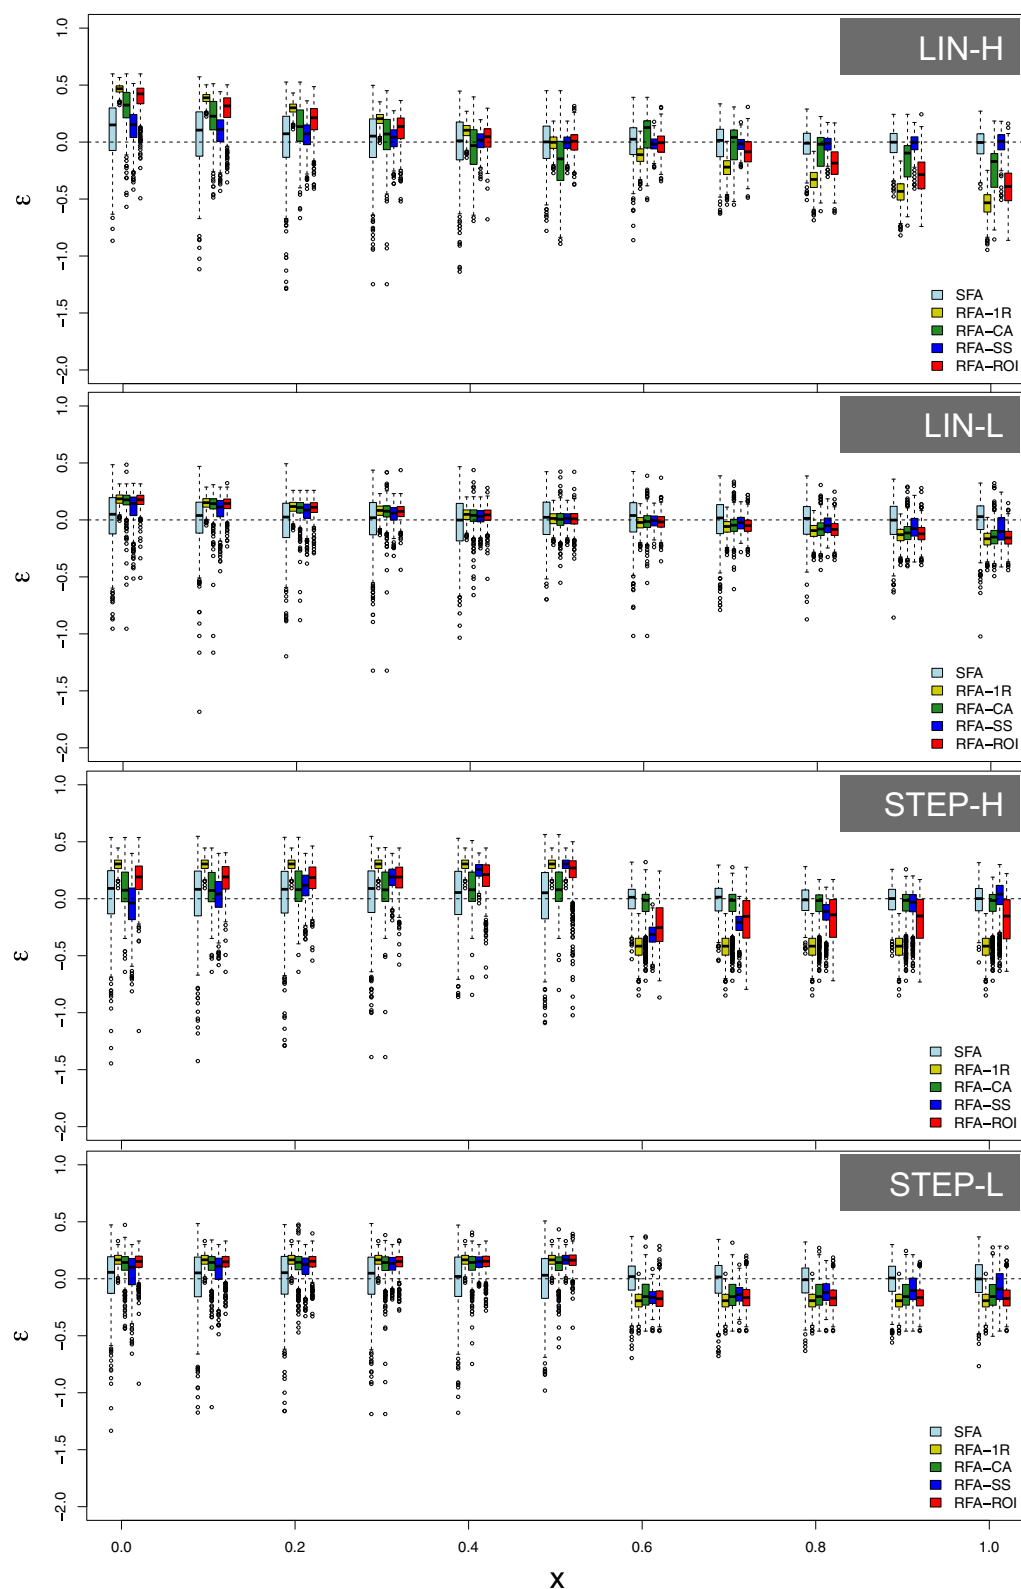 LIN-H
1.0
0.5
0.0
−0.5
−1.0
−1.5
−2.0
ε
SFA
RFA−1R
RFA−CA
RFA−SS
RFA−ROI
LIN-L
1.0
0.5
0.0
−0.5
−1.0
−1.5
−2.0
ε
SFA
RFA−1R
RFA−CA
RFA−SS
RFA−ROI
STEP-H
1.0
0.5
0.0
−0.5
−1.0
−1.5
−2.0
ε
SFA
RFA−1R
RFA−CA
RFA−SS
RFA−ROI
STEP-L
1.0
0.5
0.0
−0.5
−1.0
−1.5
−2.0
ε
SFA
RFA−1R
RFA−CA
RFA−SS
RFA−ROI
0.0 0.2 0.4 0.6 0.8 1.0
x